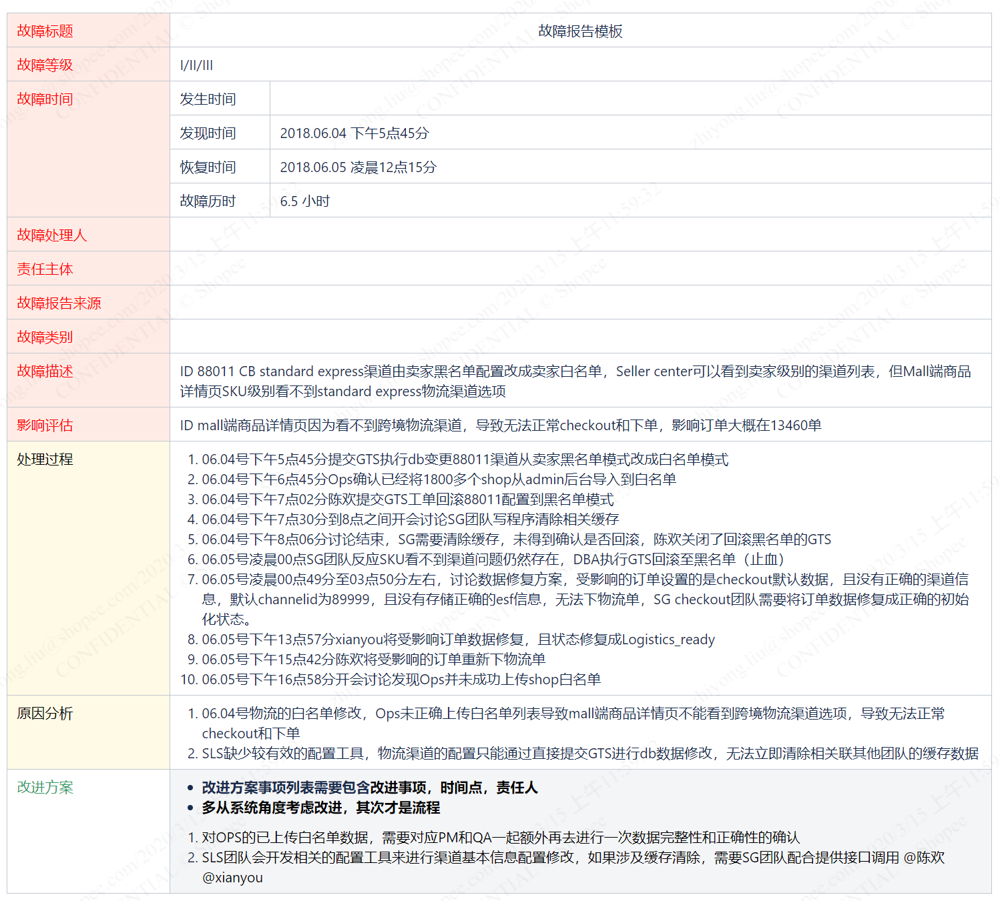 故障标题
故障报告模板
故障等级
I/II/III
故障时间
发生时间
发现时间
2018.06.04 下午5点45分
恢复时间
2018.06.05 凌晨12点15分
故障历时
6.5 小时
故障处理人
责任主体
故障报告来源
故障类别
故障描述
ID 88011 CB standard express渠道由卖家黑名单配置改成卖家白名单，Seller center可以看到卖家级别的渠道列表，但Mall端商品
详情页SKU级别看不到standard express物流渠道选项
影响评估
ID mall端商品详情页因为看不到跨境物流渠道，导致无法正常checkout和下单，影响订单大概在13460单
处理过程
1. 06.04号下午5点45分提交GTS执行db变更88011渠道从卖家黑名单模式改成白名单模式
2. 06.04号下午6点45分Ops确认已经将1800多个shop从admin后台导入到白名单
3. 06.04号下午7点02分陈欢提交GTS工单回滚88011配置到黑名单模式
4. 06.04号下午7点30分到8点之间开会讨论SG团队写程序清除相关缓存
5. 06.04号下午8点06分讨论结束，SG需要清除缓存，未得到确认是否回滚，陈欢关闭了回滚黑名单的GTS
6. 06.05号凌晨00点SG团队反应SKU看不到渠道问题仍然存在，DBA执行GTS回滚至黑名单（止血）
7. 06.05号凌晨00点49分至03点50分左右，讨论数据修复方案，受影响的订单设置的是checkout默认数据，且没有正确的渠道信
息，默认channelid为89999，且没有存储正确的esf信息，无法下物流单，SG checkout团队需要将订单数据修复成正确的初始
化状态。
8. 06.05号下午13点57分xianyou将受影响订单数据修复，且状态修复成Logistics_ready
9. 06.05号下午15点42分陈欢将受影响的订单重新下物流单
10. 06.05号下午16点58分开会讨论发现Ops并未成功上传shop白名单
原因分析
1. 06.04号物流的白名单修改，Ops未正确上传白名单列表导致mall端商品详情页不能看到跨境物流渠道选项，导致无法正常
checkout和下单
2. SLS缺少较有效的配置工具，物流渠道的配置只能通过直接提交GTS进行db数据修改，无法立即清除相关联其他团队的缓存数据
改进方案
• 改进方案事项列表需要包含改进事项，时间点，责任人
• 多从系统角度考虑改进，其次才是流程
1. 对OPS的已上传白名单数据，需要对应PM和QA一起额外再去进行一次数据完整性和正确性的确认
2. SLS团队会开发相关的配置工具来进行渠道基本信息配置修改，如果涉及缓存清除，需要SG团队配合提供接口调用 @陈欢
@xianyou
zhiyong.liu@shopee.com/2020/3/15 上午11:59:32
CONFIDENTIAL © Shopee